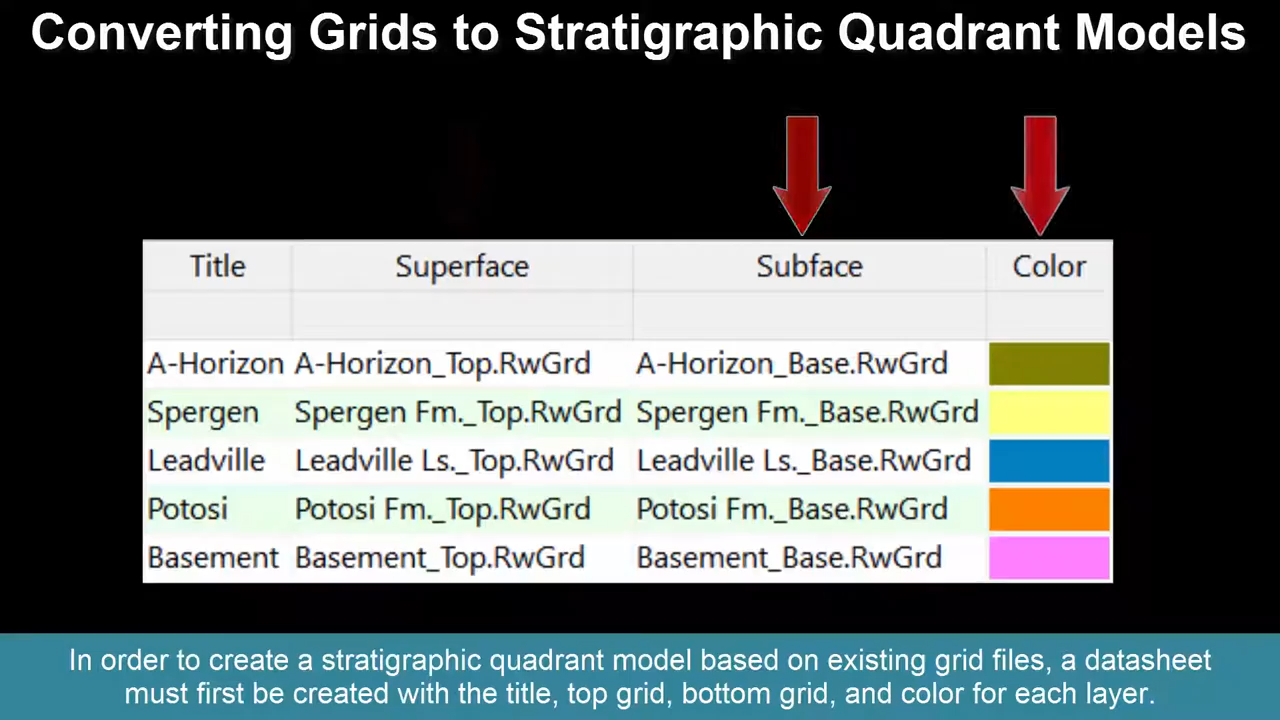 Converting Grids to Stratigraphic Quadrant Models
Title Superface Subface Color
A-Horizon A-Horizon_Top.RwGrd A-Horizon_Base.RwGrd
Spergen Spergen Fm._Top.RwGrd Spergen Fm._Base.RwGrd
Leadville Leadville Ls._Top.RwGrd Leadville Ls._Base.RwGrd
Potosi Potosi Fm._Top.RwGrd Potosi Fm._Base.RwGrd
Basement Basement_Top.RwGrd Basement_Base.RwGrd
In order to create a stratigraphic quadrant model based on existing grid files, a datasheet
must first be created with the title, top grid, bottom grid, and color for each layer.